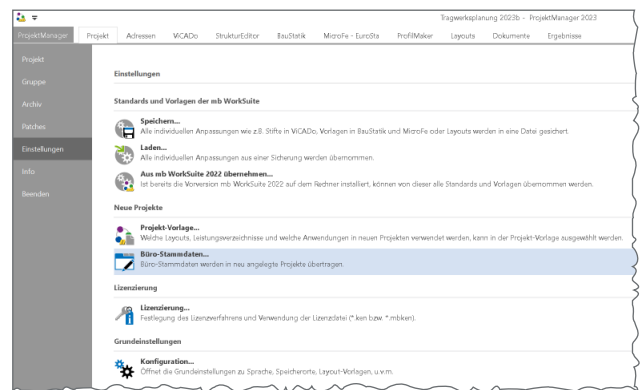 Tragwerksplanung 2023b - ProjektManager 2023
ProjektManager Projekt Adressen ViCADo StrukturEditor BauStatik MicroFe - EuroSta ProfilMaker Layouts Dokumente Ergebnisse
Projekt
Gruppe
Archiv
Patches
Einstellungen
Info
Beenden
Einstellungen
Standards und Vorlagen der mb WorkSuite
Speichern...
Alle individuellen Anpassungen wie z.B. Stifte in ViCADo, Vorlagen in BauStatik und MicroFe oder Layouts werden in eine Datei gesichert.
Laden...
Alle individuellen Anpassungen aus einer Sicherung werden übernommen.
Aus mb WorkSuite 2022 übernehmen...
Ist bereits die Vorversion mb WorkSuite 2022 auf dem Rechner installiert, können von dieser alle Standards und Vorlagen übernommen werden.
Neue Projekte
Projekt-Vorlage...
Welche Layouts, Leistungsverzeichnisse und welche Anwendungen in neuen Projekten verwendet werden, kann in der Projekt-Vorlage ausgewählt werden.
Büro-Stammdaten...
Büro-Stammdaten werden in neu angelegte Projekte übertragen.
Lizenzierung
Lizenzierung...
Festlegung des Lizenzverfahrens und Verwendung der Lizenzdatei (*.ken bzw. *.mbken).
Grundeinstellungen
Konfiguration...
Öffnet die Grundeinstellungen zu Sprache, Speicherorte, Layout-Vorlagen, u.v.m.